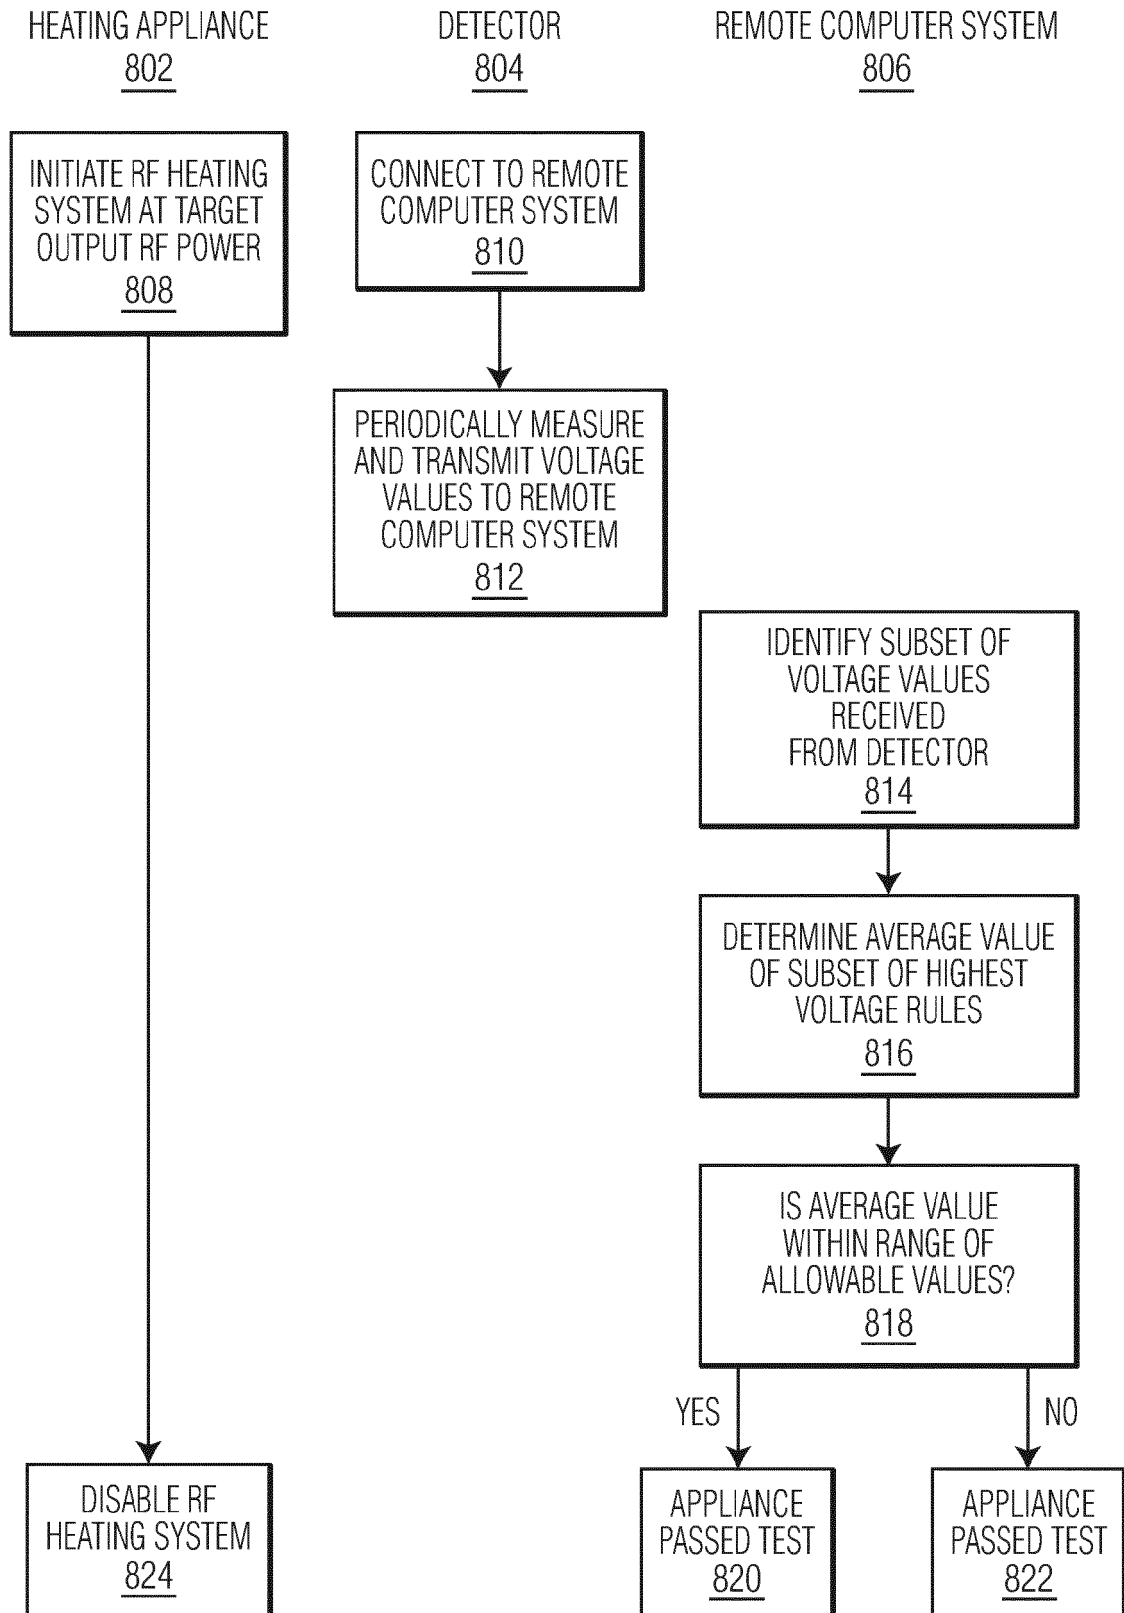 HEATING APPLIANCE
802
DETECTOR
804
REMOTE COMPUTER SYSTEM
806
INITIATE RF HEATING
SYSTEM AT TARGET
OUTPUT RF POWER
808
CONNECT TO REMOTE
COMPUTER SYSTEM
810
PERIODICALLY MEASURE
AND TRANSMIT VOLTAGE
VALUES TO REMOTE
COMPUTER SYSTEM
812
IDENTIFY SUBSET OF
VOLTAGE VALUES
RECEIVED
FROM DETECTOR
814
DETERMINE AVERAGE VALUE
OF SUBSET OF HIGHEST
VOLTAGE RULES
816
IS AVERAGE VALUE
WITHIN RANGE OF
ALLOWABLE VALUES?
818
YES
NO
DISABLE RF
HEATING SYSTEM
824
APPLIANCE
PASSED TEST
820
APPLIANCE
PASSED TEST
822